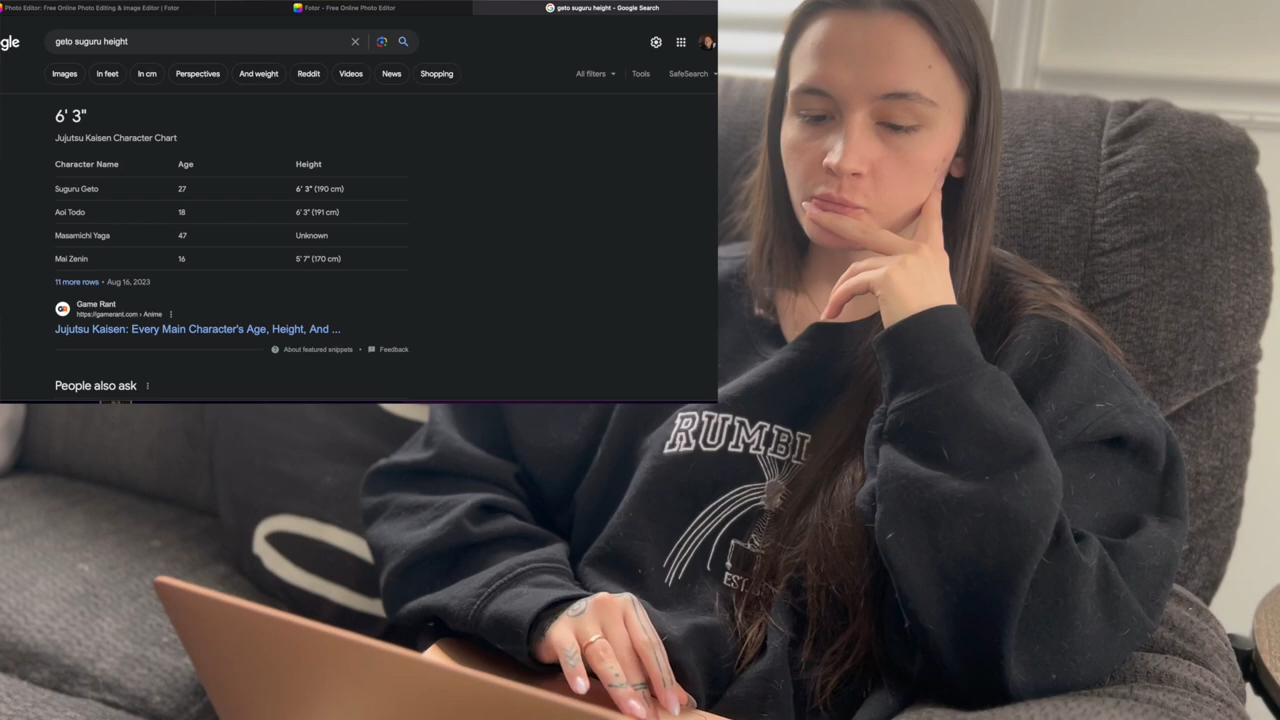 Photo Editor: Free Online Photo Editing & Image Editor | Fotor
Fotor - Free Online Photo Editor
geto suguru height - Google Search
gle
geto suguru height
Images
In feet
In cm
Perspectives
And weight
Reddit
Videos
News
Shopping
All filters
Tools
SafeSearch
6' 3"
Jujutsu Kaisen Character Chart
Character Name Age Height
Suguru Geto 27 6' 3" (190 cm)
Aoi Todo 18 6' 3" (191 cm)
Masamichi Yaga 47 Unknown
Mai Zenin 16 5' 7" (170 cm)
11 more rows • Aug 16, 2023
GR
Game Rant
https://gamerant.com › Anime
Jujutsu Kaisen: Every Main Character's Age, Height, And ...
About featured snippets • Feedback
People also ask
RUMBL
EST